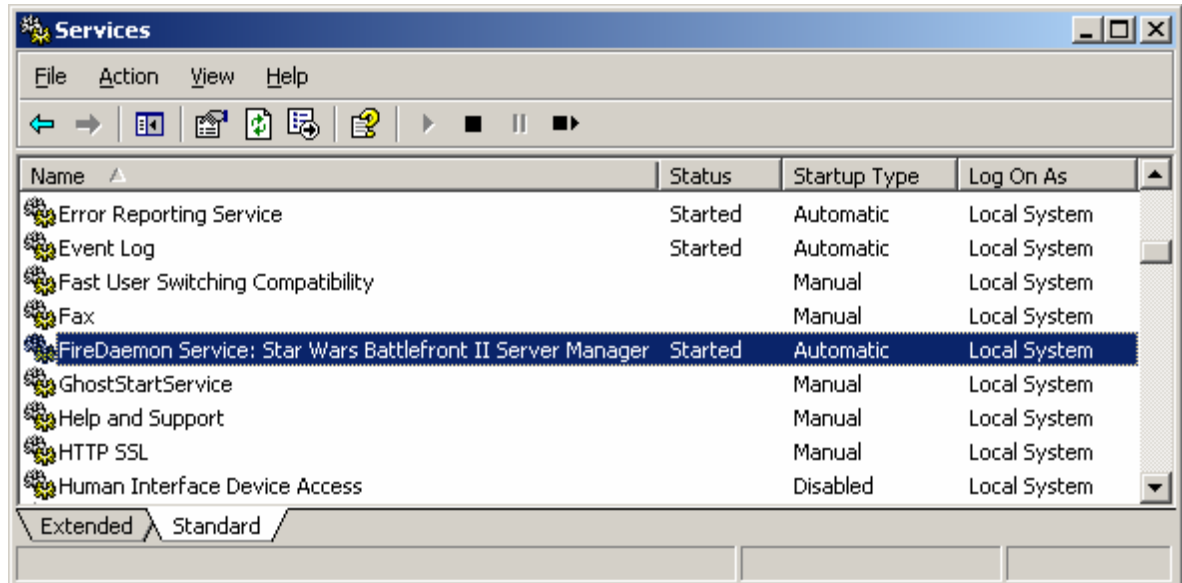 Services
File Action View Help
Name Status Startup Type Log On As
Error Reporting Service Started Automatic Local System
Event Log Started Automatic Local System
Fast User Switching Compatibility Manual Local System
Fax Manual Local System
FireDaemon Service: Star Wars Battlefront II Server Manager Started Automatic Local System
GhostStartService Manual Local System
Help and Support Manual Local System
HTTP SSL Manual Local System
Human Interface Device Access Disabled Local System
Extended Standard